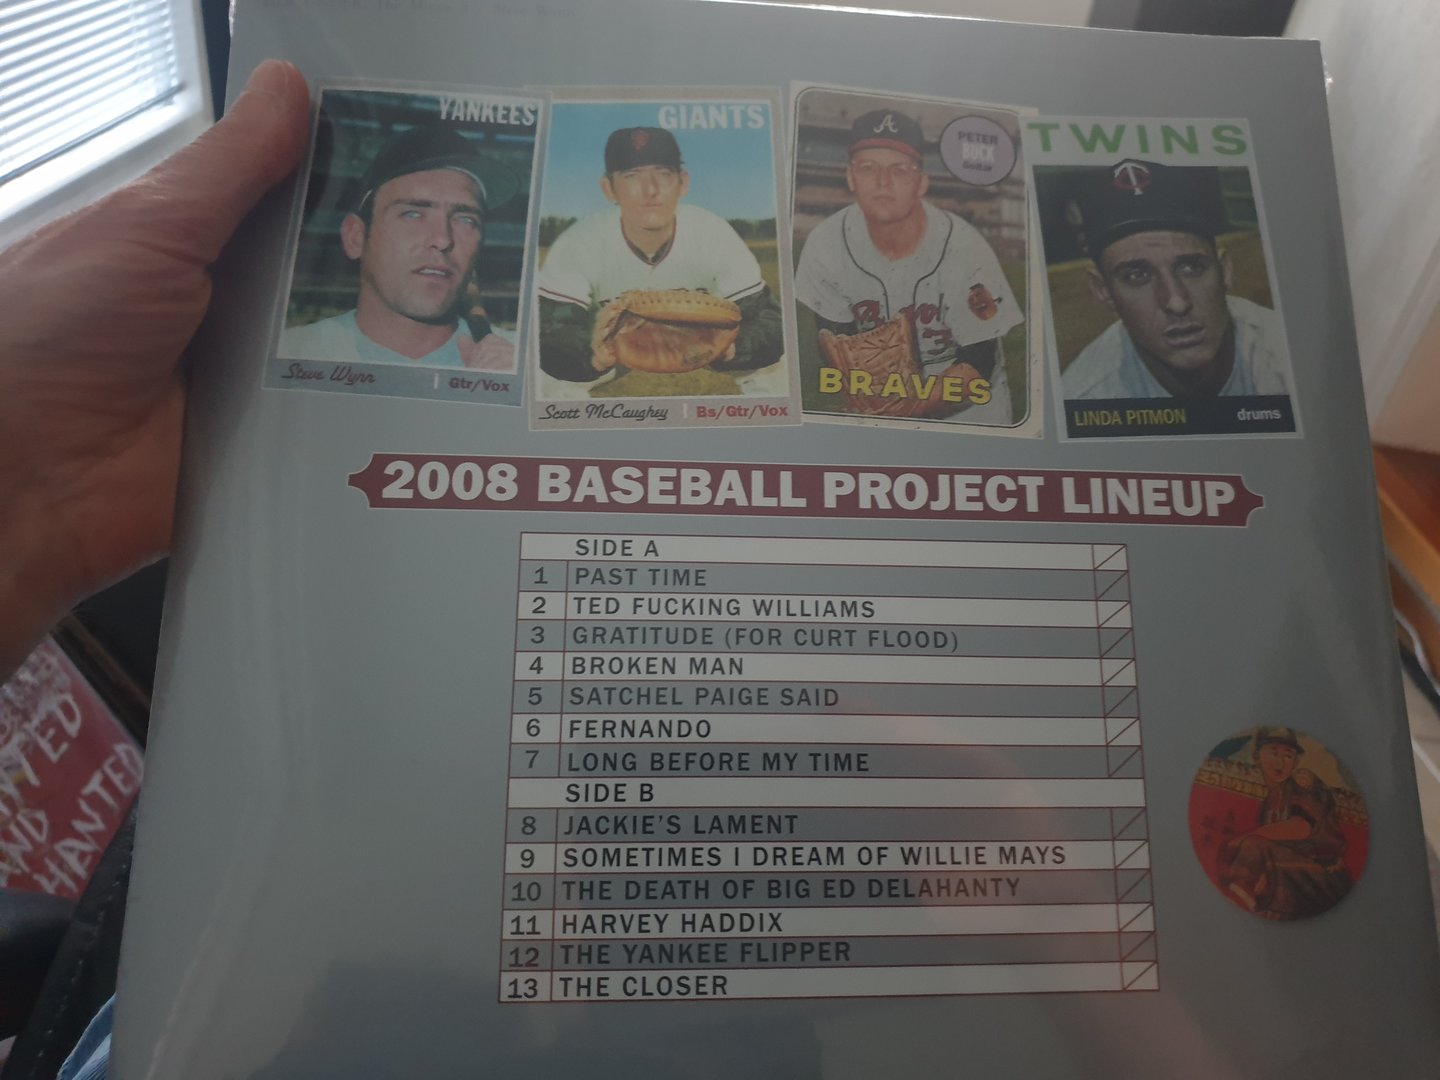 YANKEES
Steve Wynn Gtr/Vox
GIANTS
Scott McCaughey Bs/Gtr/Vox
PETER
BUCK
Guitar
BRAVES
TWINS
LINDA PITMON drums
2008 BASEBALL PROJECT LINEUP
SIDE A
1 PAST TIME
2 TED FUCKING WILLIAMS
3 GRATITUDE (FOR CURT FLOOD)
4 BROKEN MAN
5 SATCHEL PAIGE SAID
6 FERNANDO
7 LONG BEFORE MY TIME
SIDE B
8 JACKIE'S LAMENT
9 SOMETIMES I DREAM OF WILLIE MAYS
10 THE DEATH OF BIG ED DELAHANTY
11 HARVEY HADDIX
12 THE YANKEE FLIPPER
13 THE CLOSER
AND